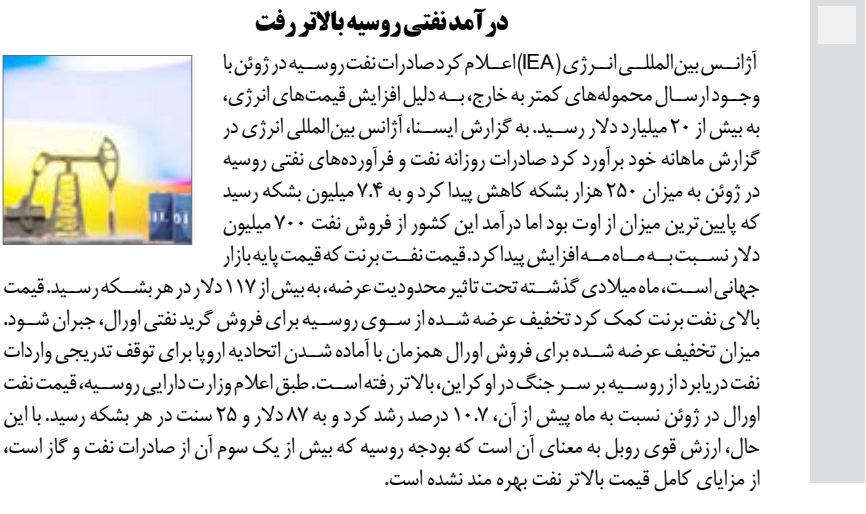 درآمد نفتی روسیه بالاتر رفت
آژانس بین‌المللی انرژی (IEA) اعلام کرد صادرات نفت روسیه در ژوئن با
وجود ارسال محموله‌های کمتر به خارج، به دلیل افزایش قیمت‌های انرژی،
به بیش از ۲۰ میلیارد دلار رسید. به گزارش ایسنا، آژانس بین‌المللی انرژی در
گزارش ماهانه خود برآورد کرد صادرات روزانه نفت و فرآورده‌های نفتی روسیه
در ژوئن به میزان ۲۵۰ هزار بشکه کاهش پیدا کرد و به ۷.۴ میلیون بشکه رسید
که پایین‌ترین میزان از اوت بود اما درآمد این کشور از فروش نفت ۷۰۰ میلیون
دلار نسبت به ماه مه افزایش پیدا کرد. قیمت نفت برنت که قیمت پایه بازار
جهانی است، ماه میلادی گذشته تحت تاثیر محدودیت عرضه، به بیش از ۱۱۷ دلار در هر بشکه رسید. قیمت
بالای نفت برنت کمک کرد تخفیف عرضه شده از سوی روسیه برای فروش گرید نفتی اورال، جبران شود.
میزان تخفیف عرضه شده برای فروش اورال همزمان با آماده شدن اتحادیه اروپا برای توقف تدریجی واردات
نفت دریابرد از روسیه بر سر جنگ در اوکراین، بالاتر رفته است. طبق اعلام وزارت دارایی روسیه، قیمت نفت
اورال در ژوئن نسبت به ماه پیش از آن، ۱۰.۷ درصد رشد کرد و به ۸۷ دلار و ۲۵ سنت در هر بشکه رسید. با این
حال، ارزش قوی روبل به معنای آن است که بودجه روسیه که بیش از یک سوم آن از صادرات نفت و گاز است،
از مزایای کامل قیمت بالاتر نفت بهره مند نشده است.